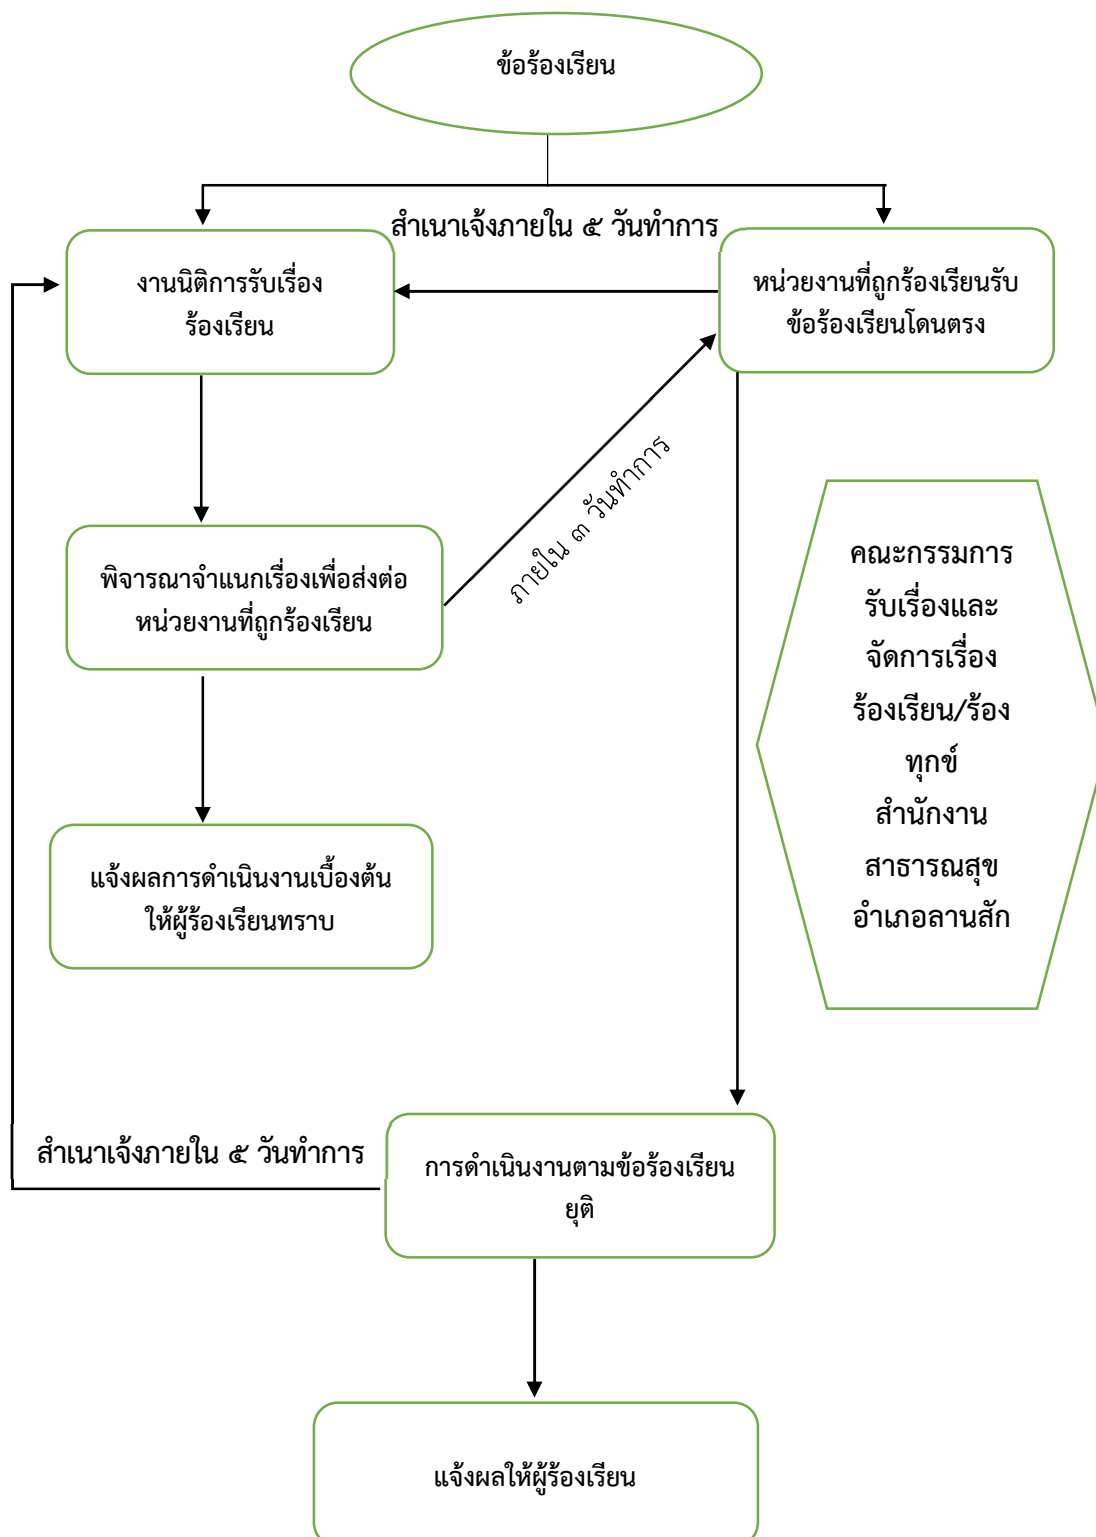 ข้อร้องเรียน
สำเนาเจ้งภายใน ๕ วันทำการ
งานนิติการรับเรื่อง
ร้องเรียน
หน่วยงานที่ถูกร้องเรียนรับ
ข้อร้องเรียนโดนตรง
ภายใน ๓ วันทำการ
พิจารณาจำแนกเรื่องเพื่อส่งต่อ
หน่วยงานที่ถูกร้องเรียน
คณะกรรมการ
รับเรื่องและ
จัดการเรื่อง
ร้องเรียน/ร้อง
ทุกข์
สำนักงาน
สาธารณสุข
อำเภอลานสัก
แจ้งผลการดำเนินงานเบื้องต้น
ให้ผู้ร้องเรียนทราบ
สำเนาเจ้งภายใน ๕ วันทำการ
การดำเนินงานตามข้อร้องเรียน
ยุติ
แจ้งผลให้ผู้ร้องเรียน